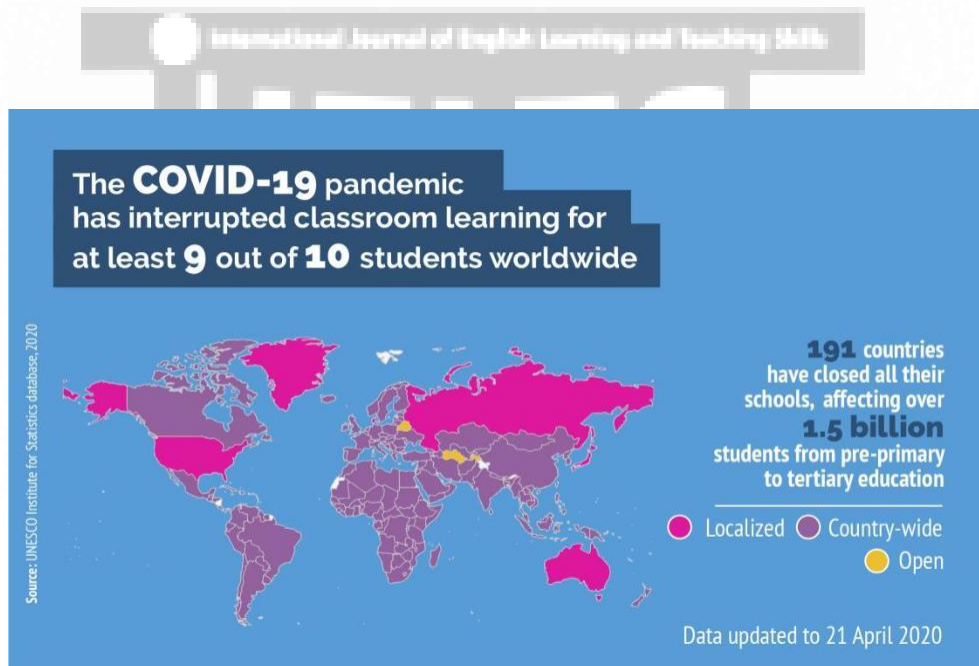 International Journal of English Learning and Teaching Skills
The COVID-19 pandemic
has interrupted classroom learning for
at least 9 out of 10 students worldwide
Source: UNESCO Institute for Statistics database, 2020
191 countries
have closed all their
schools, affecting over
1.5 billion
students from pre-primary
to tertiary education
Localized Country-wide
Open
Data updated to 21 April 2020